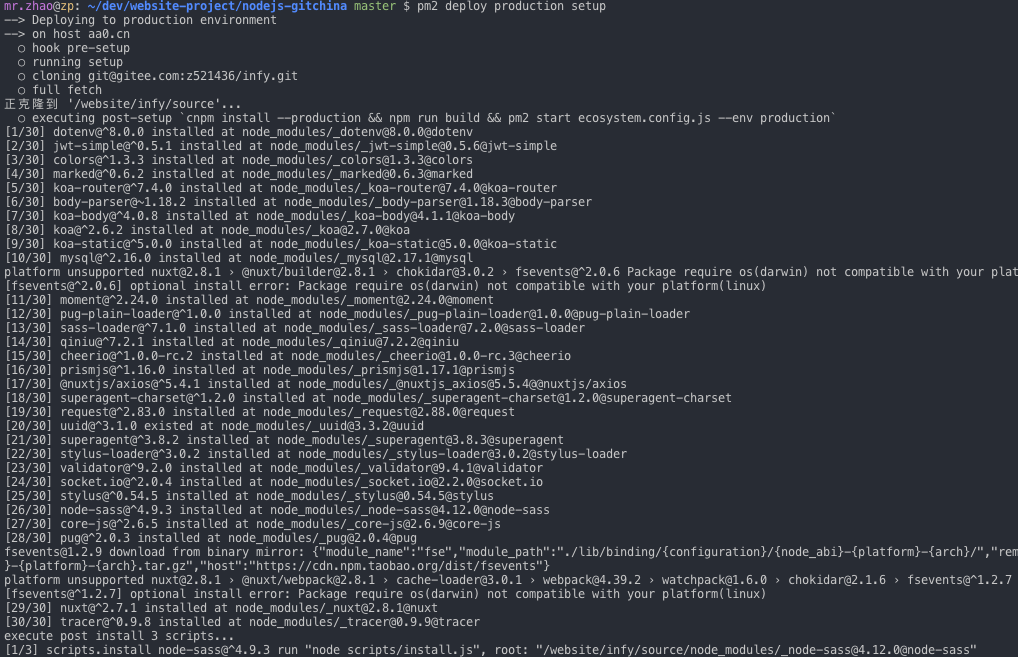 mr.zhao@zp: ~/dev/website-project/nodejs-gitchina master $ pm2 deploy production setup
--> Deploying to production environment
--> on host aa0.cn
○ hook pre-setup
○ running setup
○ cloning git@gitee.com:z521436/infy.git
○ full fetch
正克隆到 '/website/infy/source'...
○ executing post-setup `cnpm install --production && npm run build && pm2 start ecosystem.config.js --env production`
[1/30] dotenv@^8.0.0 installed at node_modules/_dotenv@8.0.0@dotenv
[2/30] jwt-simple@^0.5.1 installed at node_modules/_jwt-simple@0.5.6@jwt-simple
[3/30] colors@^1.3.3 installed at node_modules/_colors@1.3.3@colors
[4/30] marked@^0.6.2 installed at node_modules/_marked@0.6.3@marked
[5/30] koa-router@^7.4.0 installed at node_modules/_koa-router@7.4.0@koa-router
[6/30] body-parser@~1.18.2 installed at node_modules/_body-parser@1.18.3@body-parser
[7/30] koa-body@^4.0.8 installed at node_modules/_koa-body@4.1.1@koa-body
[8/30] koa@^2.6.2 installed at node_modules/_koa@2.7.0@koa
[9/30] koa-static@^5.0.0 installed at node_modules/_koa-static@5.0.0@koa-static
[10/30] mysql@^2.16.0 installed at node_modules/_mysql@2.17.1@mysql
platform unsupported nuxt@2.8.1 › @nuxt/builder@2.8.1 › chokidar@3.0.2 › fsevents@^2.0.6 Package require os(darwin) not compatible with your plat
[fsevents@^2.0.6] optional install error: Package require os(darwin) not compatible with your platform(linux)
[11/30] moment@^2.24.0 installed at node_modules/_moment@2.24.0@moment
[12/30] pug-plain-loader@^1.0.0 installed at node_modules/_pug-plain-loader@1.0.0@pug-plain-loader
[13/30] sass-loader@^7.1.0 installed at node_modules/_sass-loader@7.2.0@sass-loader
[14/30] qiniu@^7.2.1 installed at node_modules/_qiniu@7.2.2@qiniu
[15/30] cheerio@^1.0.0-rc.2 installed at node_modules/_cheerio@1.0.0-rc.3@cheerio
[16/30] prismjs@^1.16.0 installed at node_modules/_prismjs@1.17.1@prismjs
[17/30] @nuxtjs/axios@^5.4.1 installed at node_modules/_@nuxtjs_axios@5.5.4@@nuxtjs/axios
[18/30] superagent-charset@^1.2.0 installed at node_modules/_superagent-charset@1.2.0@superagent-charset
[19/30] request@^2.83.0 installed at node_modules/_request@2.88.0@request
[20/30] uuid@^3.1.0 existed at node_modules/_uuid@3.3.2@uuid
[21/30] superagent@^3.8.2 installed at node_modules/_superagent@3.8.3@superagent
[22/30] stylus-loader@^3.0.2 installed at node_modules/_stylus-loader@3.0.2@stylus-loader
[23/30] validator@^9.2.0 installed at node_modules/_validator@9.4.1@validator
[24/30] socket.io@^2.0.4 installed at node_modules/_socket.io@2.2.0@socket.io
[25/30] stylus@^0.54.5 installed at node_modules/_stylus@0.54.5@stylus
[26/30] node-sass@^4.9.3 installed at node_modules/_node-sass@4.12.0@node-sass
[27/30] core-js@^2.6.5 installed at node_modules/_core-js@2.6.9@core-js
[28/30] pug@^2.0.3 installed at node_modules/_pug@2.0.4@pug
fsevents@1.2.9 download from binary mirror: {"module_name":"fse","module_path":"./lib/binding/{configuration}/{node_abi}-{platform}-{arch}/","rem
}-{platform}-{arch}.tar.gz","host":"https://cdn.npm.taobao.org/dist/fsevents"}
platform unsupported nuxt@2.8.1 › @nuxt/webpack@2.8.1 › cache-loader@3.0.1 › webpack@4.39.2 › watchpack@1.6.0 › chokidar@2.1.6 › fsevents@^1.2.7
[fsevents@^1.2.7] optional install error: Package require os(darwin) not compatible with your platform(linux)
[29/30] nuxt@^2.7.1 installed at node_modules/_nuxt@2.8.1@nuxt
[30/30] tracer@^0.9.8 installed at node_modules/_tracer@0.9.9@tracer
execute post install 3 scripts...
[1/3] scripts.install node-sass@^4.9.3 run "node scripts/install.js", root: "/website/infy/source/node_modules/_node-sass@4.12.0@node-sass"